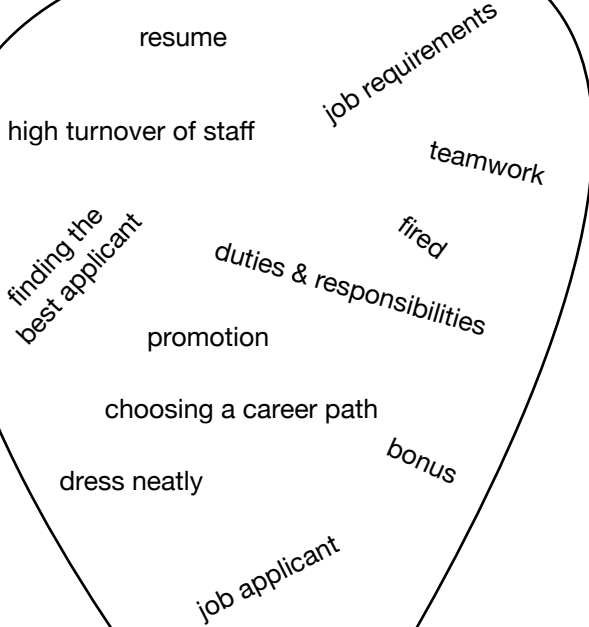 resume
job requirements
high turnover of staff
teamwork
finding the
best applicant
fired
duties & responsibilities
promotion
choosing a career path
bonus
dress neatly
job applicant